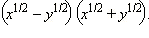 (x^{1/2} − y^{1/2})(x^{1/2} + y^{1/2}).